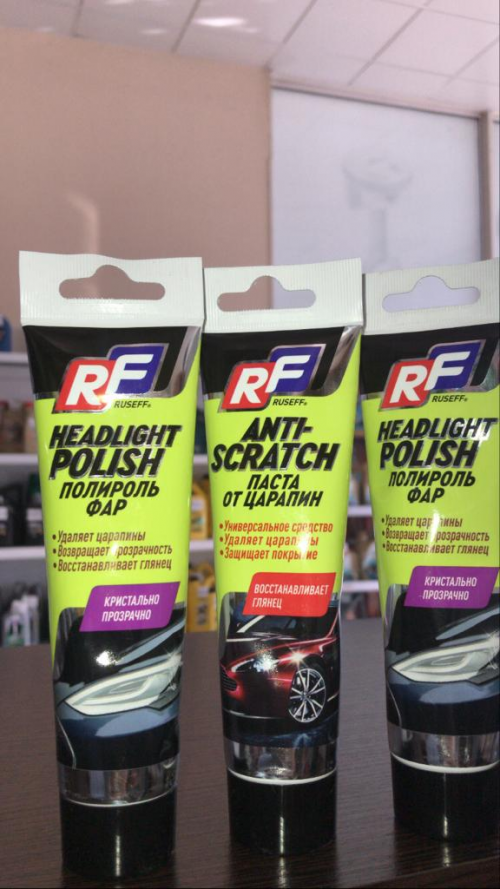 RF
RUSEFF®
HEADLIGHT
POLISH
ПОЛИРОЛЬ
ФАР
• Удаляет царапины
• Возвращает прозрачность
• Восстанавливает глянец
КРИСТАЛЬНО
ПРОЗРАЧНО
RF
RUSEFF®
ANTI-
SCRATCH
ПАСТА
ОТ ЦАРАПИН
• Универсальное средство
• Удаляет царапины
• Защищает покрытие
ВОССТАНАВЛИВАЕТ
ГЛЯНЕЦ
RF
RUSEFF®
HEADLIGHT
POLISH
ПОЛИРОЛЬ
ФАР
• Удаляет царапины
• Возвращает прозрачность
• Восстанавливает глянец
КРИСТАЛЬНО
ПРОЗРАЧНО